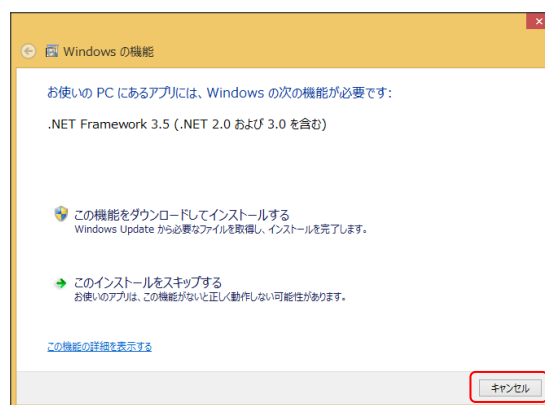 Windows の機能
お使いの PC にあるアプリには、Windows の次の機能が必要です:
.NET Framework 3.5 (.NET 2.0 および 3.0 を含む)
この機能をダウンロードしてインストールする
Windows Update から必要なファイルを取得し、インストールを完了します。
このインストールをスキップする
お使いのアプリは、この機能がないと正しく動作しない可能性があります。
この機能の詳細を表示する
キャンセル